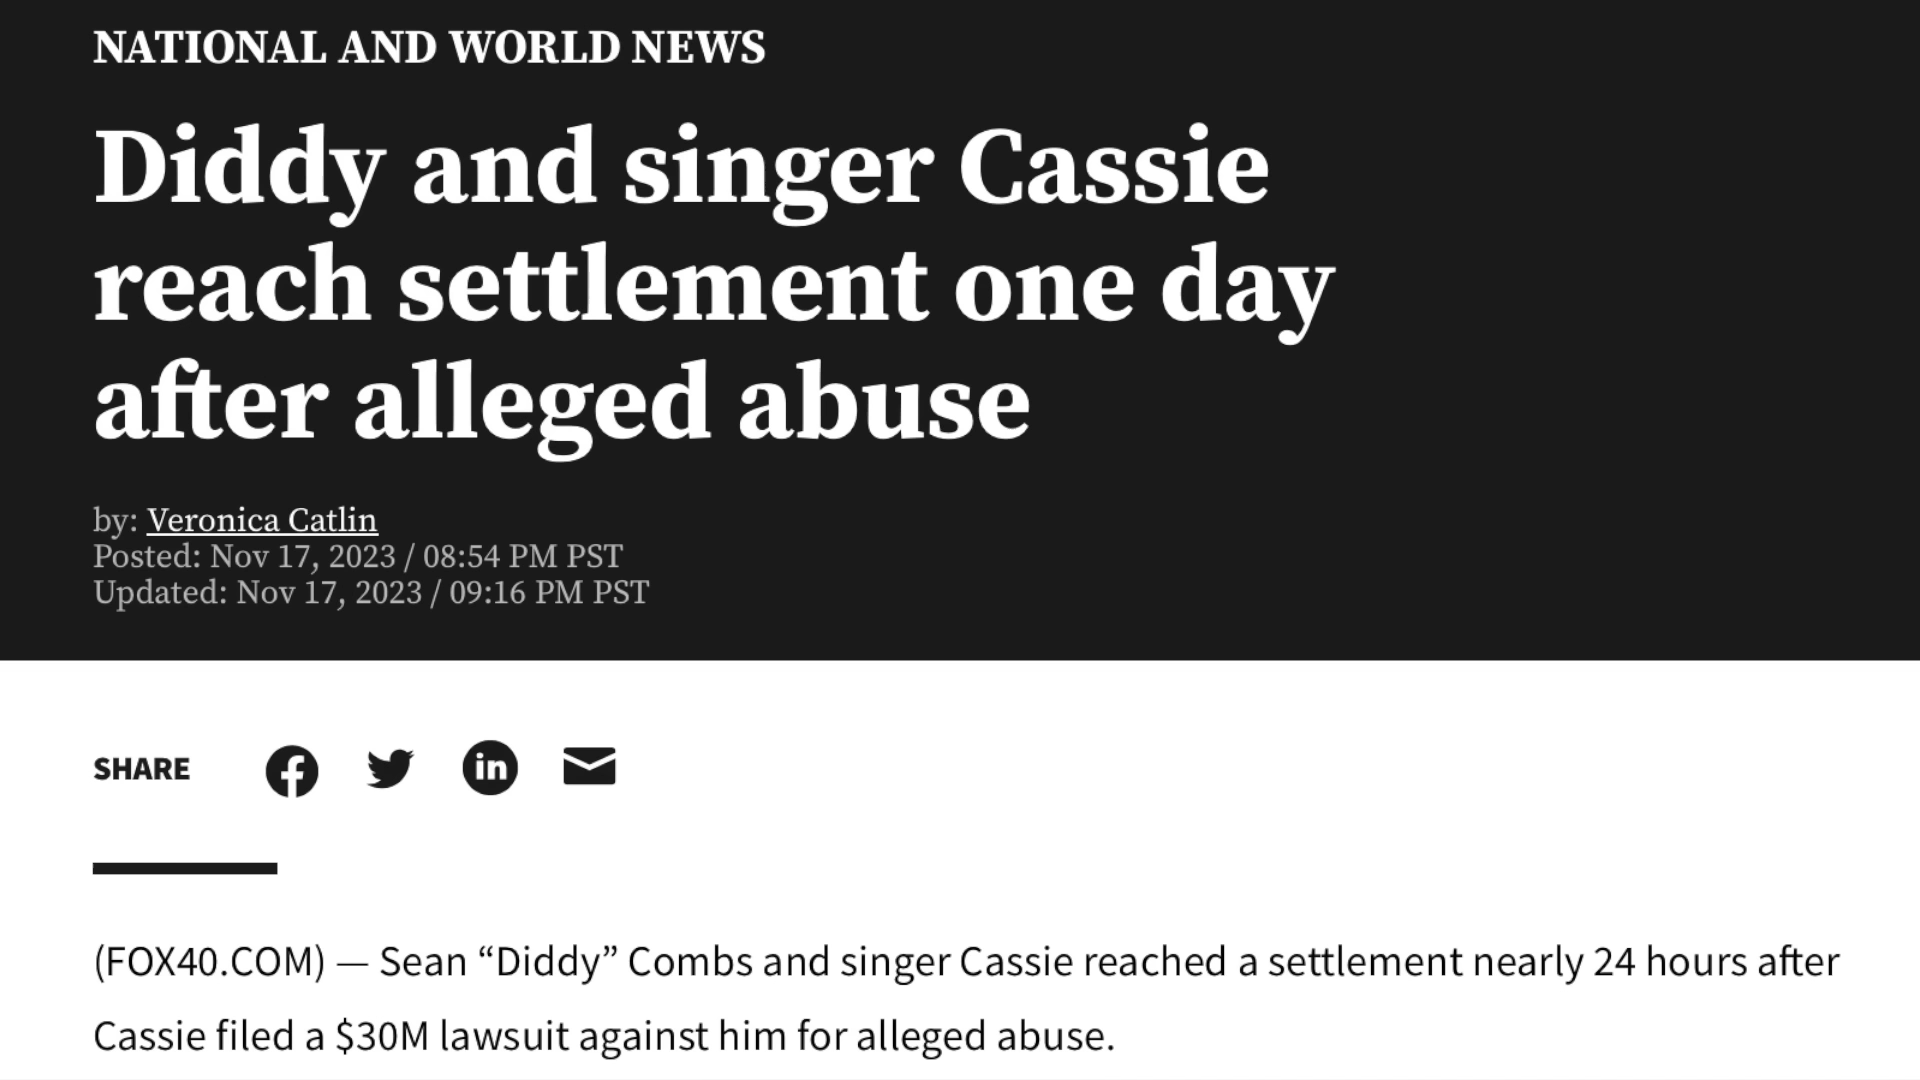 NATIONAL AND WORLD NEWS
Diddy and singer Cassie
reach settlement one day
after alleged abuse
by: Veronica Catlin
Posted: Nov 17, 2023 / 08:54 PM PST
Updated: Nov 17, 2023 / 09:16 PM PST
SHARE
(FOX40.COM) — Sean “Diddy” Combs and singer Cassie reached a settlement nearly 24 hours after
Cassie filed a $30M lawsuit against him for alleged abuse.